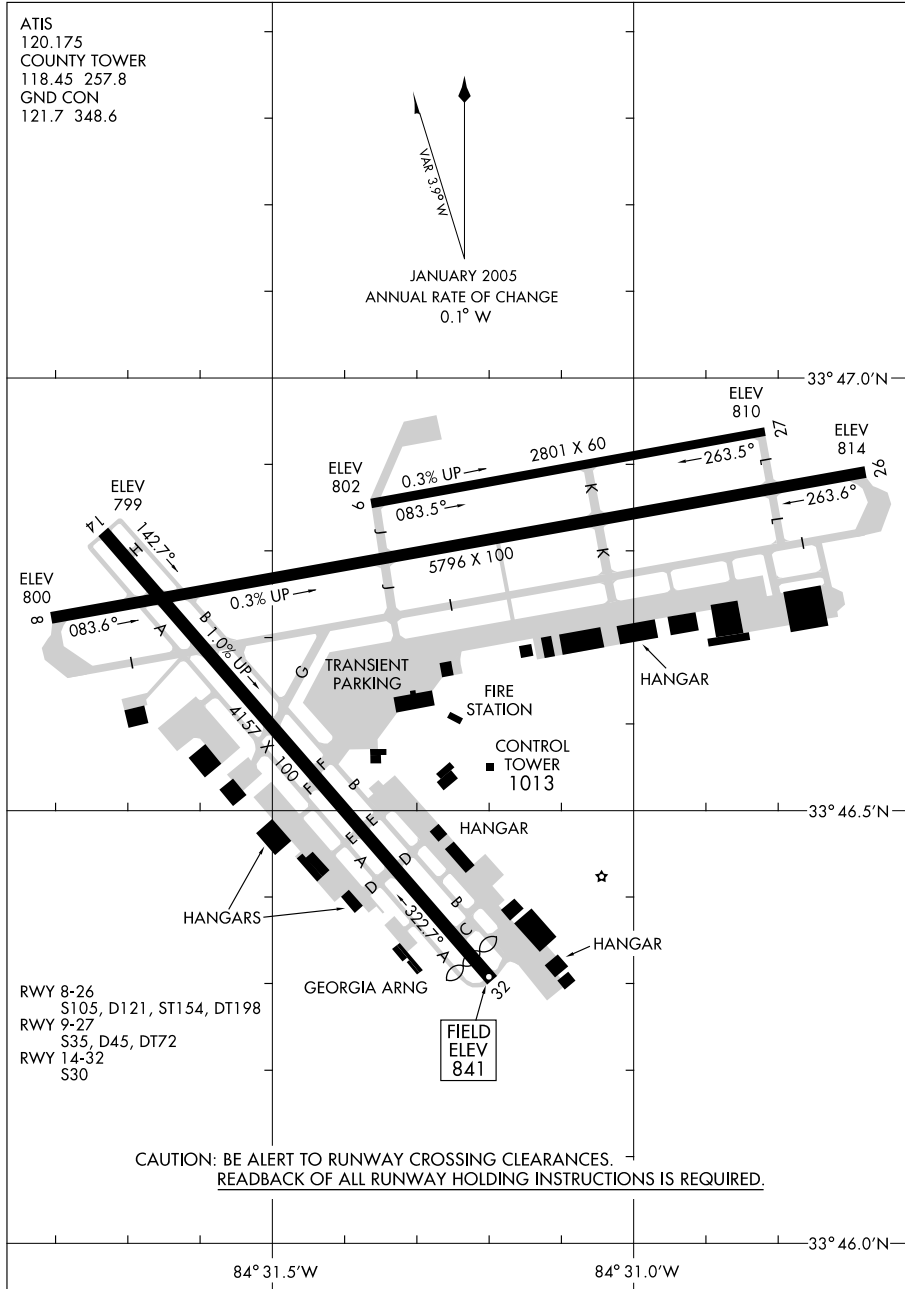 ATIS
120.175
COUNTY TOWER
118.45 257.8
GND CON
121.7 348.6
VAR 3.9° W
JANUARY 2005
ANNUAL RATE OF CHANGE
0.1° W
33° 47.0'N
ELEV
810
27
ELEV
814
26
2801 X 60
263.5°
L
ELEV
802
9
0.3% UP
083.5°
K
263.6°
ELEV
799
14
142.7°
H
J
5796 X 100
K
L
I
ELEV
800
8
083.6°
0.3% UP
J
I
A
B
1.0% UP
I
I
G
TRANSIENT
PARKING
HANGAR
FIRE
STATION
4157 X 100
CONTROL
TOWER
1013
F
F
B
33° 46.5'N
E
E
HANGAR
A
D
D
B
C
HANGARS
322.7°
A
HANGAR
GEORGIA ARNG
32
RWY 8-26
S105, D121, ST154, DT198
RWY 9-27
S35, D45, DT72
RWY 14-32
S30
FIELD
ELEV
841
CAUTION: BE ALERT TO RUNWAY CROSSING CLEARANCES.
READBACK OF ALL RUNWAY HOLDING INSTRUCTIONS IS REQUIRED.
33° 46.0'N
84° 31.5'W
84° 31.0'W